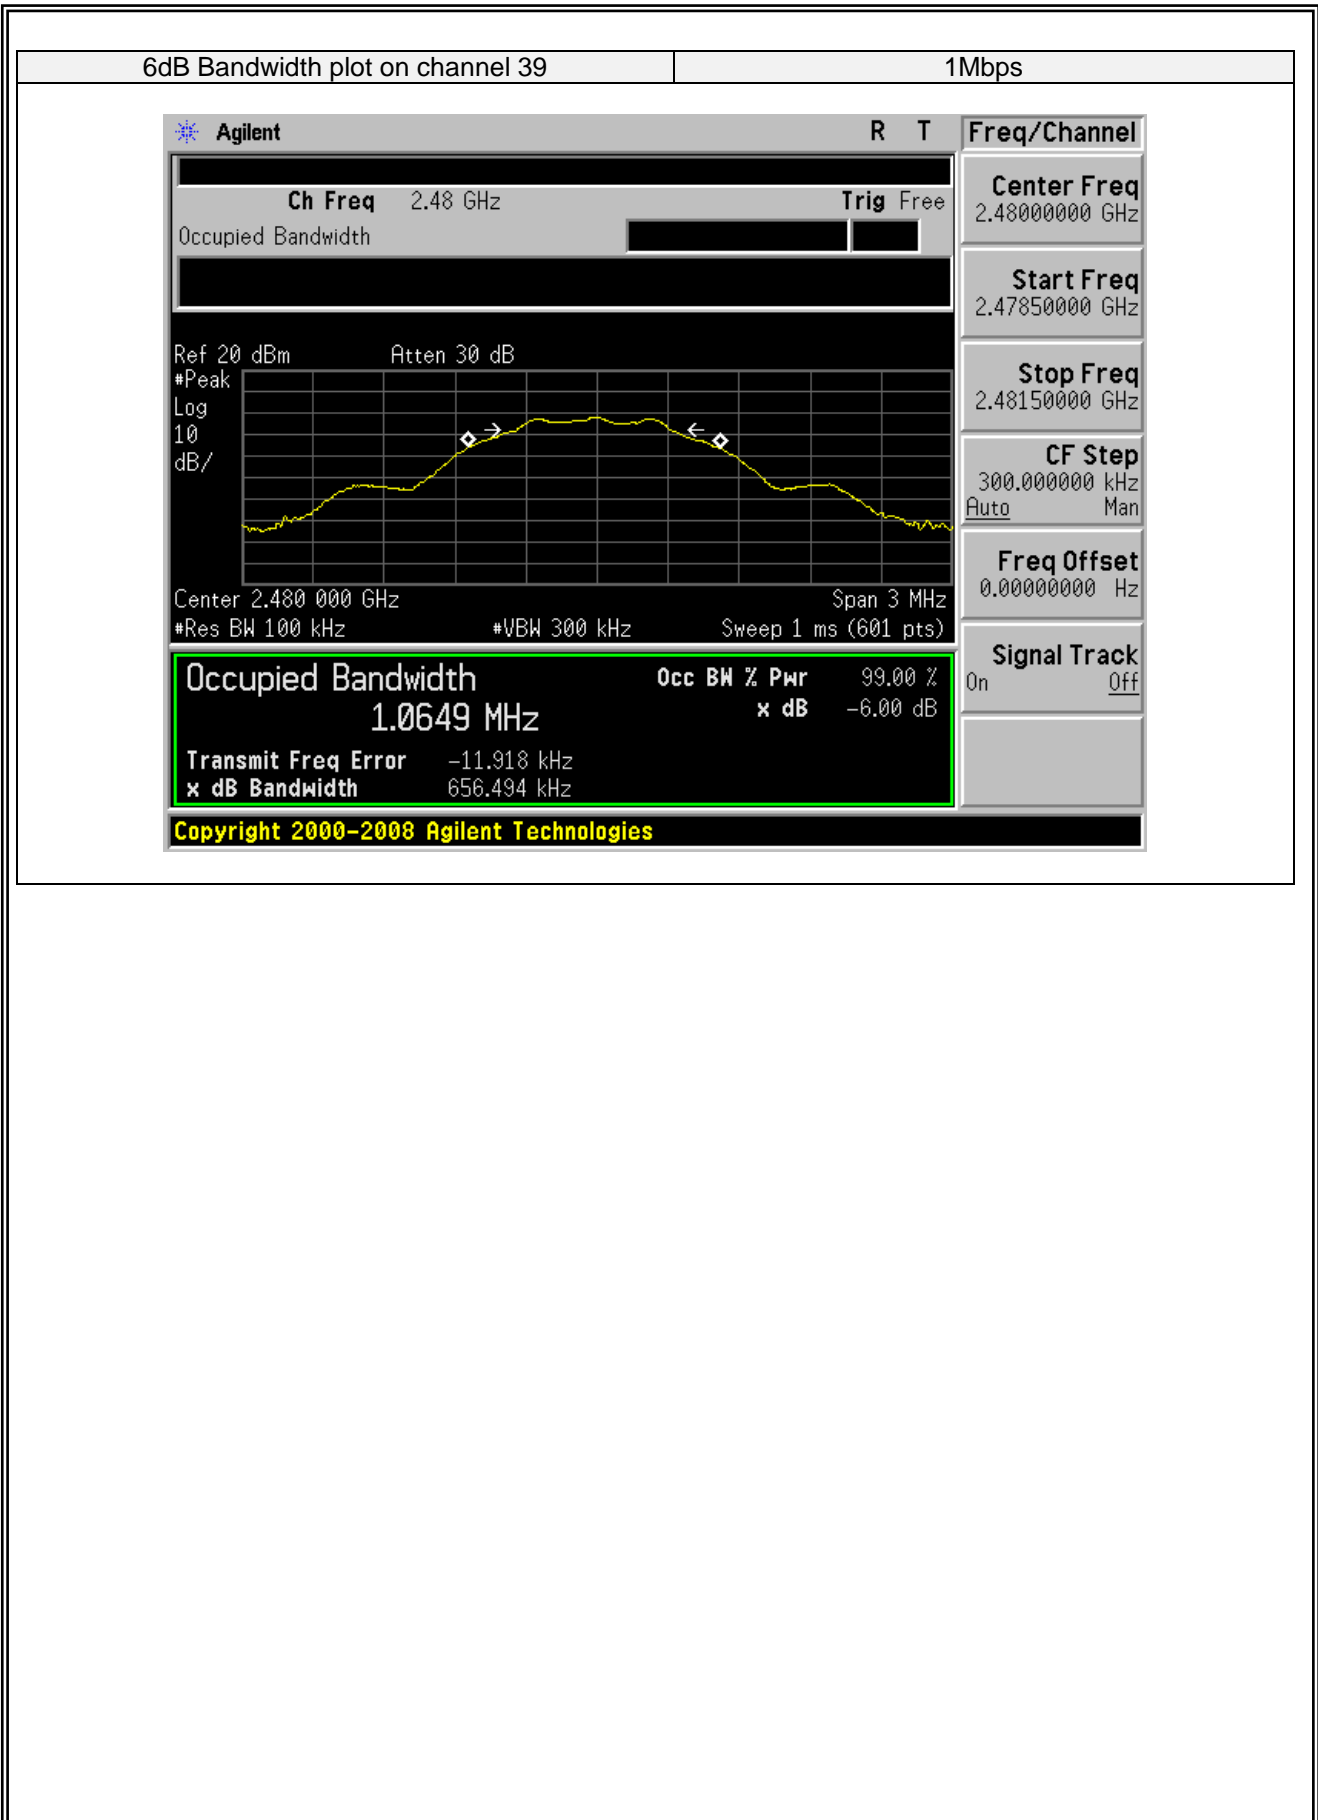 6dB Bandwidth plot on channel 39 1Mbps
Agilent R T Freq/Channel
Ch Freq 2.48 GHz Trig Free
Occupied Bandwidth
Center Freq
2.48000000 GHz
Start Freq
2.47850000 GHz
Stop Freq
2.48150000 GHz
CF Step
300.000000 kHz
Auto Man
Freq Offset
0.00000000 Hz
Signal Track
On Off
Ref 20 dBm Atten 30 dB
#Peak
Log
10
dB/
Center 2.480 000 GHz Span 3 MHz
#Res BW 100 kHz #VBW 300 kHz Sweep 1 ms (601 pts)
Occupied Bandwidth Occ BW % Pwr 99.00 %
1.0649 MHz x dB -6.00 dB
Transmit Freq Error -11.918 kHz
x dB Bandwidth 656.494 kHz
Copyright 2000-2008 Agilent Technologies